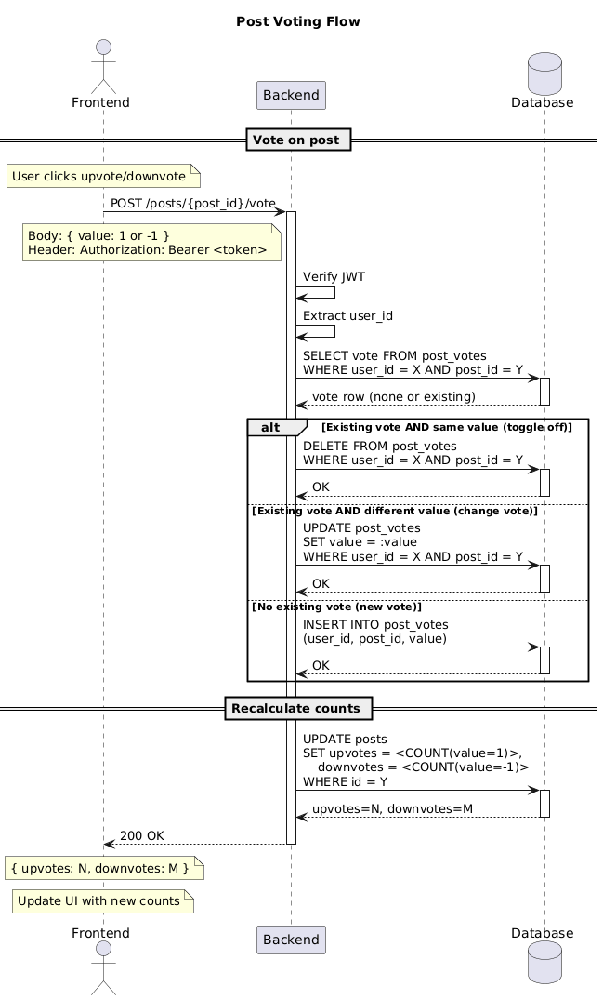 Post Voting Flow
Frontend
Backend
Database
Vote on post
User clicks upvote/downvote
POST /posts/{post_id}/vote
Body: { value: 1 or -1 }
Header: Authorization: Bearer <token>
Verify JWT
Extract user_id
SELECT vote FROM post_votes
WHERE user_id = X AND post_id = Y
vote row (none or existing)
alt
[Existing vote AND same value (toggle off)]
DELETE FROM post_votes
WHERE user_id = X AND post_id = Y
OK
[Existing vote AND different value (change vote)]
UPDATE post_votes
SET value = :value
WHERE user_id = X AND post_id = Y
OK
[No existing vote (new vote)]
INSERT INTO post_votes
(user_id, post_id, value)
OK
Recalculate counts
UPDATE posts
SET upvotes = <COUNT(value=1)>,
downvotes = <COUNT(value=-1)>
WHERE id = Y
upvotes=N, downvotes=M
200 OK
{ upvotes: N, downvotes: M }
Update UI with new counts
Frontend
Backend
Database